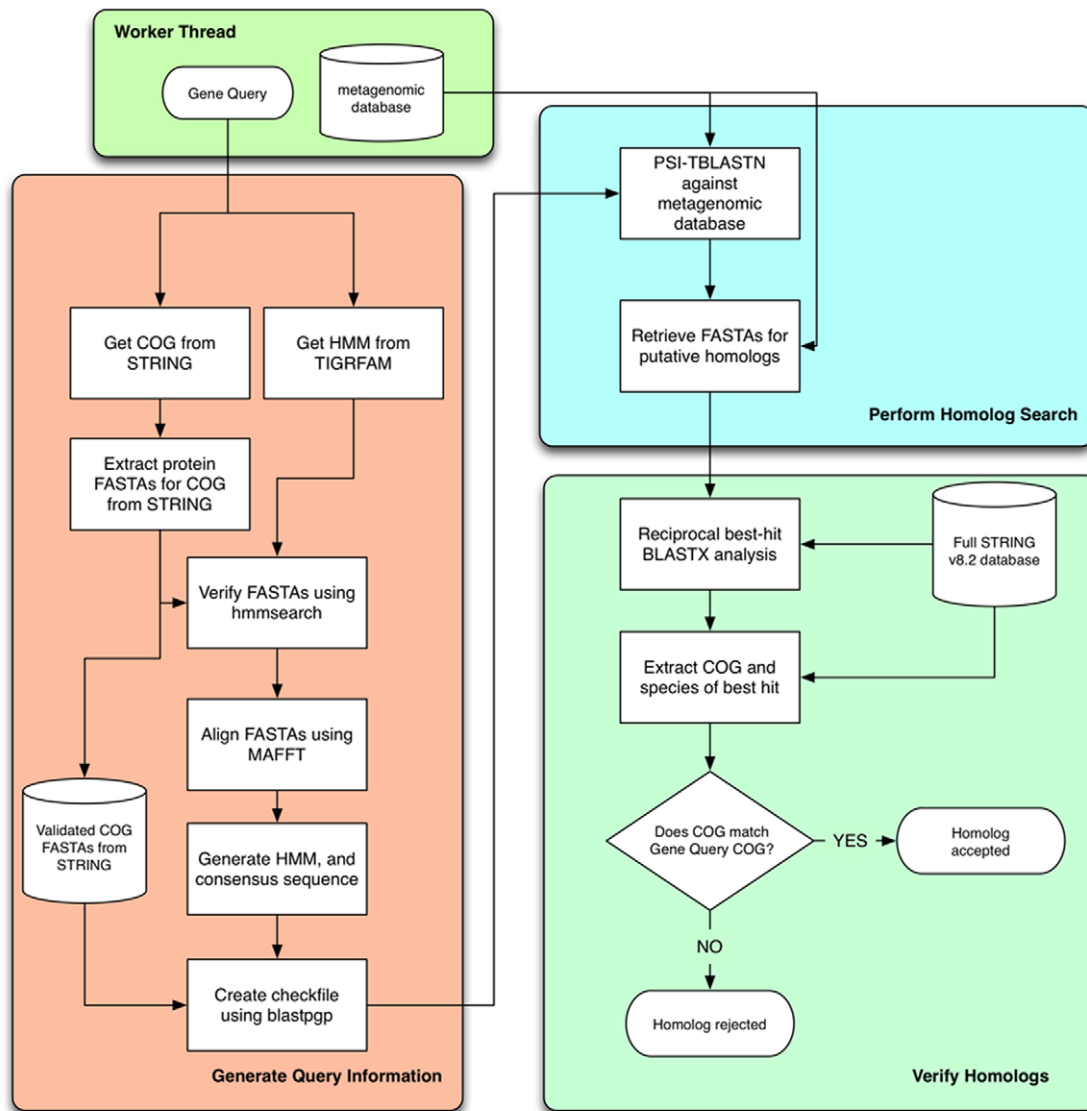 Worker Thread
Gene Query
metagenomic
database
Get COG from
STRING
Get HMM from
TIGRFAM
Extract protein
FASTAs for COG
from STRING
Verify FASTAs using
hmmsearch
Align FASTAs using
MAFFT
Validated COG
FASTAs from
STRING
Generate HMM, and
consensus sequence
Create checkfile
using blastpgp
Generate Query Information
PSI-TBLASTN
against
metagenomic
database
Retrieve FASTAs for
putative homologs
Perform Homolog Search
Reciprocal best-hit
BLASTX analysis
Full STRING
v8.2 database
Extract COG and
species of best hit
Does COG match
Gene Query COG?
YES
Homolog
accepted
NO
Homolog rejected
Verify Homologs